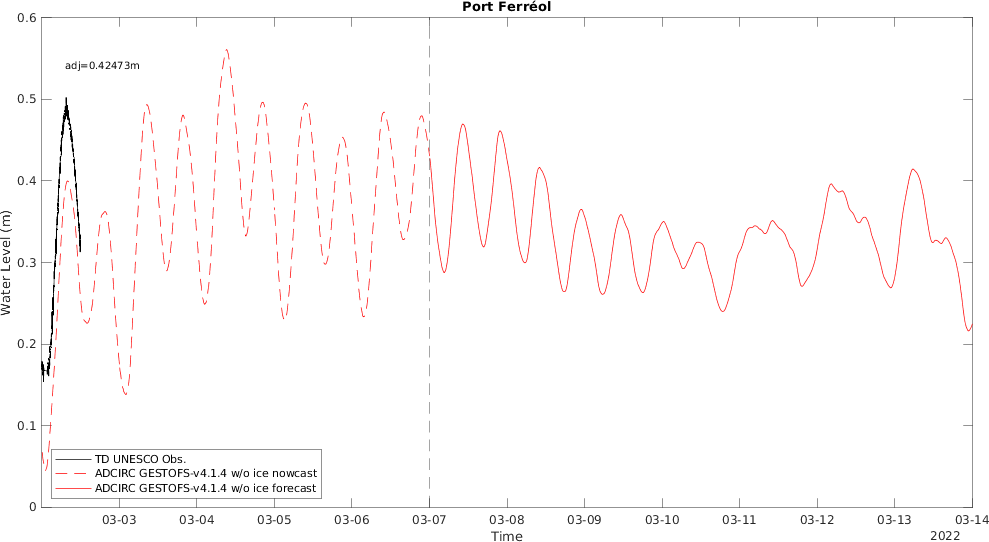 Port Ferréol
0.6
0.5
0.4
0.3
0.2
0.1
0
Water Level (m)
adj=0.42473m
TD UNESCO Obs.
ADCIRC GESTOFS-v4.1.4 w/o ice nowcast
ADCIRC GESTOFS-v4.1.4 w/o ice forecast
03-03 03-04 03-05 03-06 03-07 03-08 03-09 03-10 03-11 03-12 03-13 03-14
Time
2022